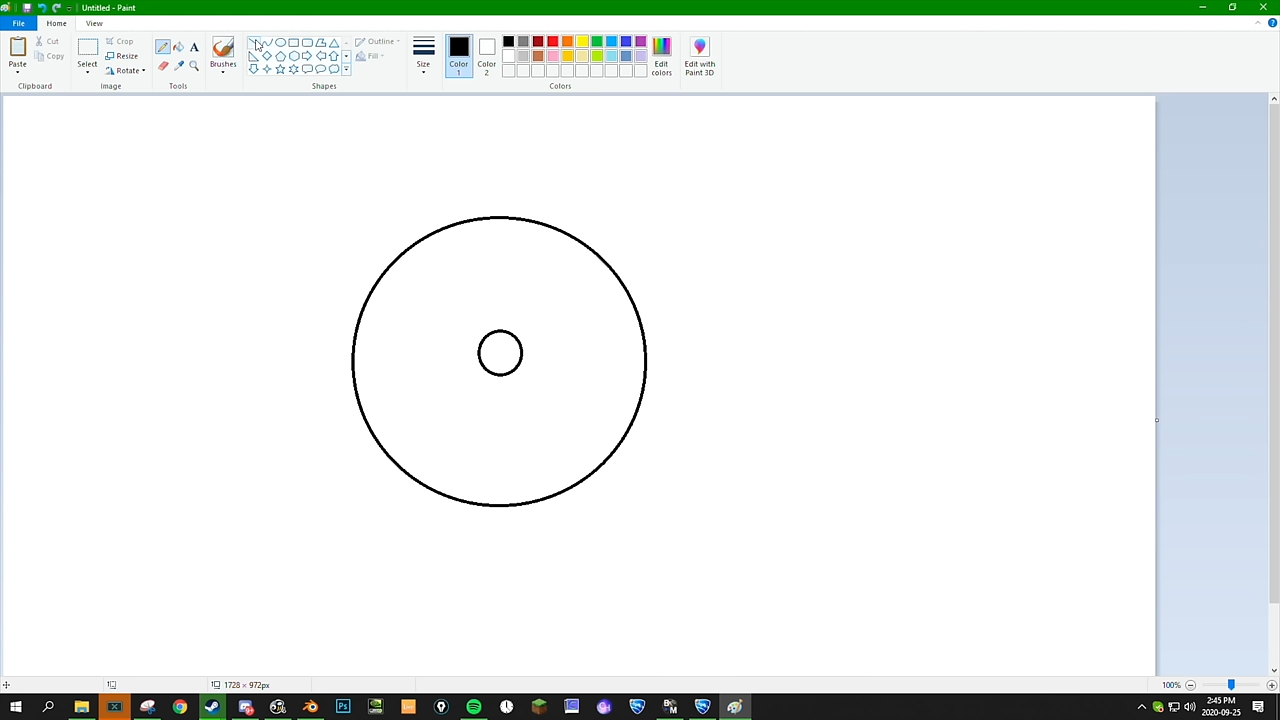 Untitled - Paint
File Home View
Paste
Cut
Copy
Clipboard
Select
Crop
Resize
Rotate
Image
A
Tools
Brushes
Outline
Fill
Shapes
Size
Color 1
Color 2
Edit colors
Colors
Edit with Paint 3D
1728 × 972px
100%
2:45 PM
2020-09-25